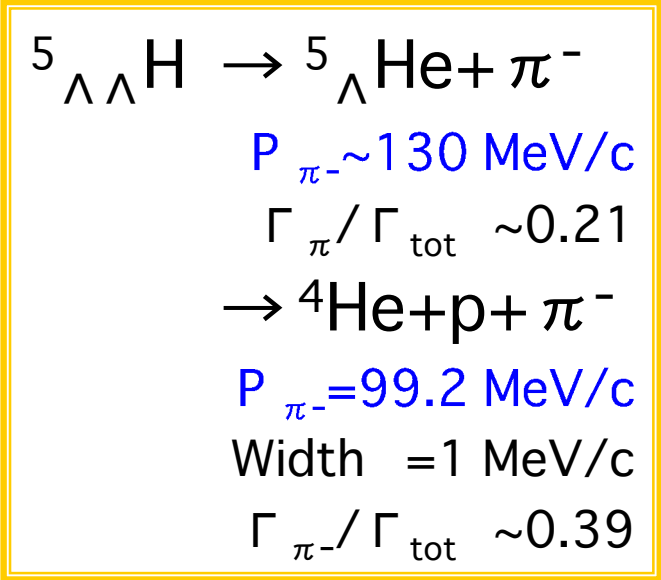 ⁵ΛΛH → ⁵ΛHe+π⁻
Pπ-~130 MeV/c
Γπ/Γtot ~0.21
→ ⁴He+p+π⁻
Pπ-=99.2 MeV/c
Width =1 MeV/c
Γπ-/Γtot ~0.39